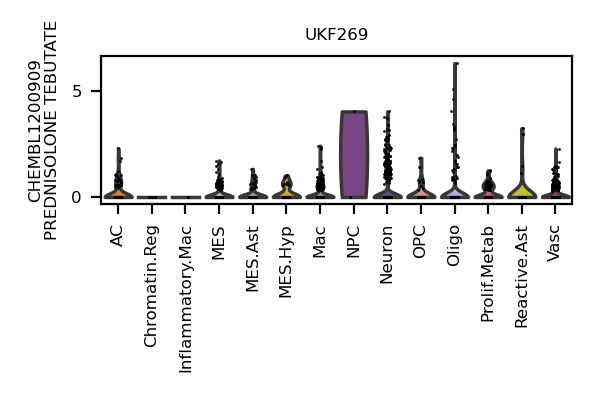 UKF269
CHEMBL1200909
PREDNISOLONE TEBUTATE
5
0
AC
Chromatin.Reg
Inflammatory.Mac
MES
MES.Ast
MES.Hyp
Mac
NPC
Neuron
OPC
Oligo
Prolif.Metab
Reactive.Ast
Vasc